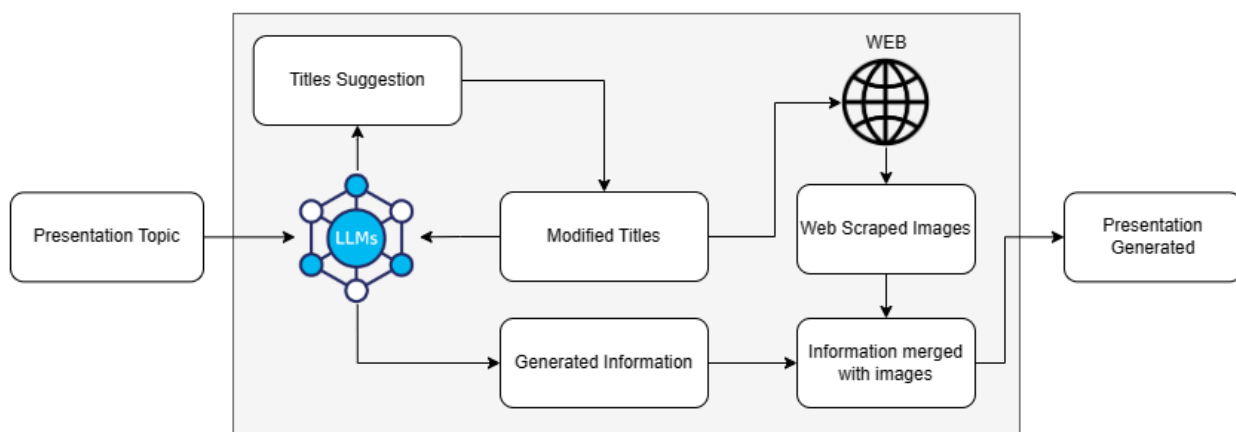 WEB
Titles Suggestion
Presentation Topic
LLMs
Modified Titles
Web Scraped Images
Presentation
Generated
Generated Information
Information merged
with images